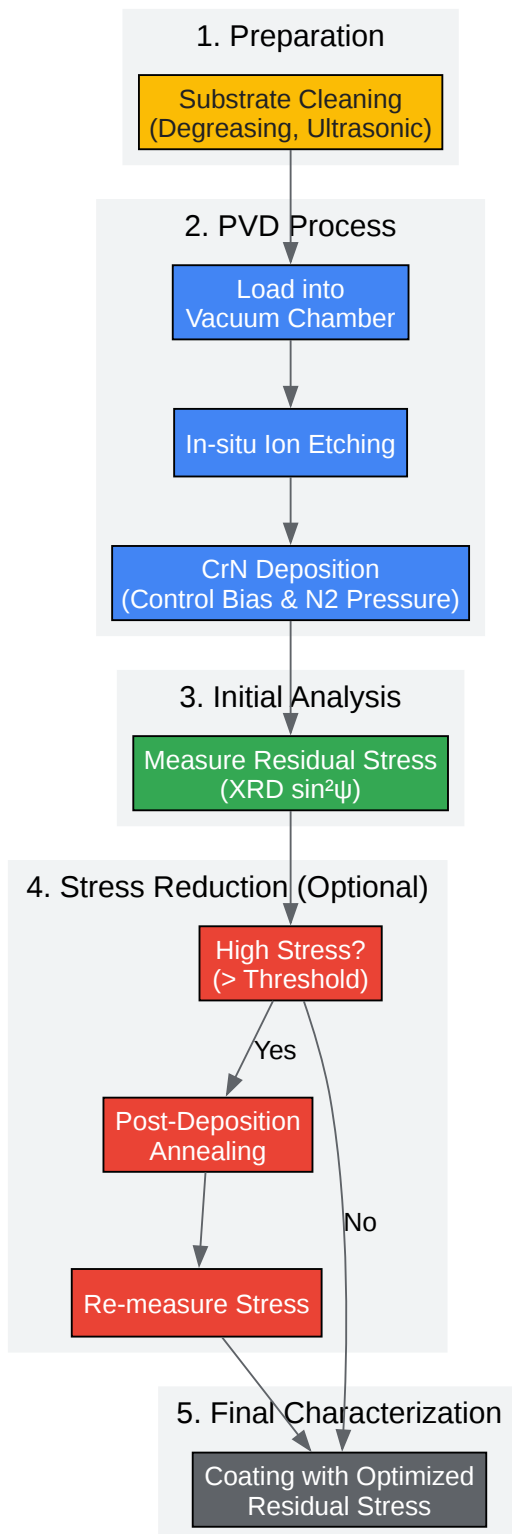 1. Preparation
Substrate Cleaning
(Degreasing, Ultrasonic)
2. PVD Process
Load into
Vacuum Chamber
In-situ Ion Etching
CrN Deposition
(Control Bias & N2 Pressure)
3. Initial Analysis
Measure Residual Stress
(XRD sin²ψ)
4. Stress Reduction (Optional)
High Stress?
(> Threshold)
Yes
Post-Deposition
Annealing
No
Re-measure Stress
5. Final Characterization
Coating with Optimized
Residual Stress